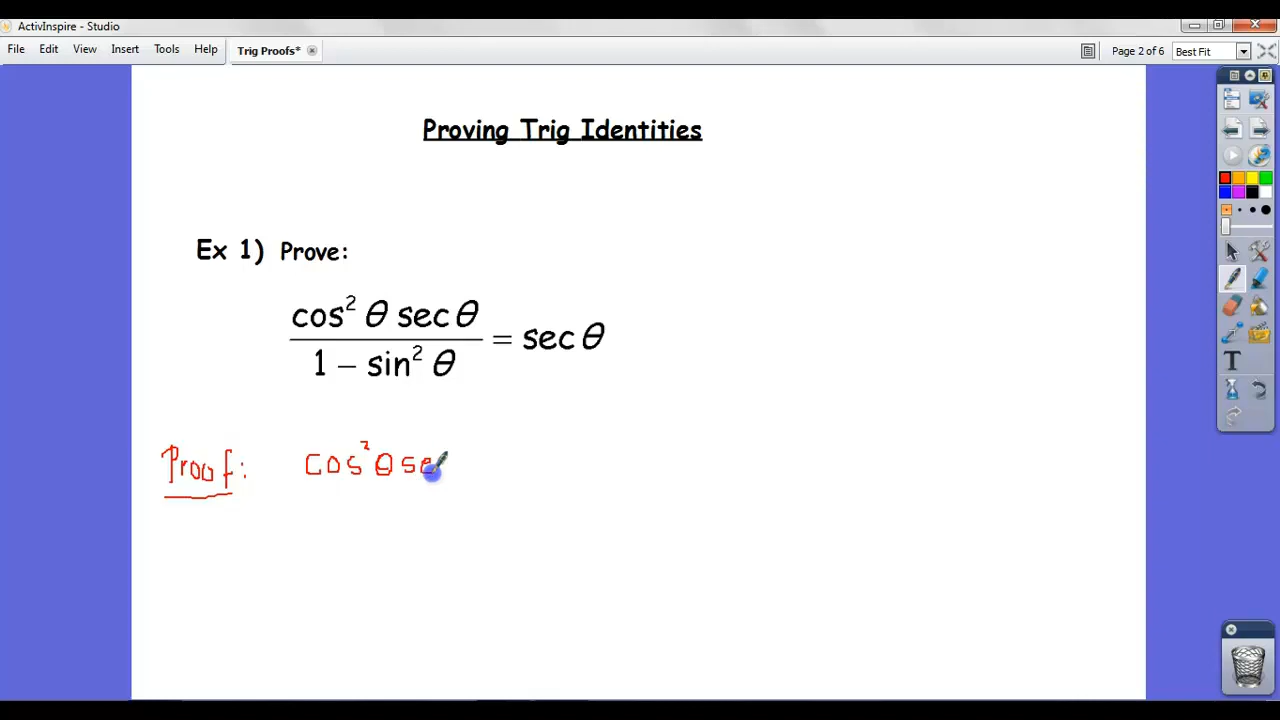 ActivInspire - Studio
File Edit View Insert Tools Help Trig Proofs* Page 2 of 6 Best Fit
Proving Trig Identities
Ex 1) Prove:
cos² θ sec θ
1 – sin² θ
= sec θ
T
Proof: cos²θ se